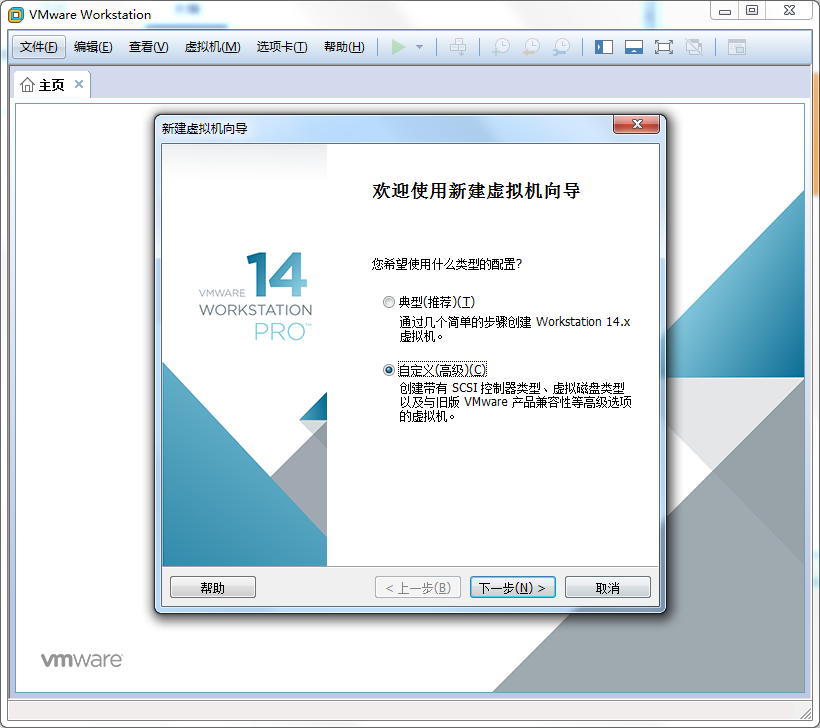 VMware Workstation
文件(F) 编辑(E) 查看(V) 虚拟机(M) 选项卡(T) 帮助(H)
主页
新建虚拟机向导
欢迎使用新建虚拟机向导
您希望使用什么类型的配置?
典型(推荐)(T)
通过几个简单的步骤创建 Workstation 14.x
虚拟机。
自定义(高级)(C)
创建带有 SCSI 控制器类型、虚拟磁盘类型
以及与旧版 VMware 产品兼容性等高级选项
的虚拟机。
14
VMWARE
WORKSTATION
PRO™
帮助 < 上一步(B) 下一步(N) > 取消
vmware